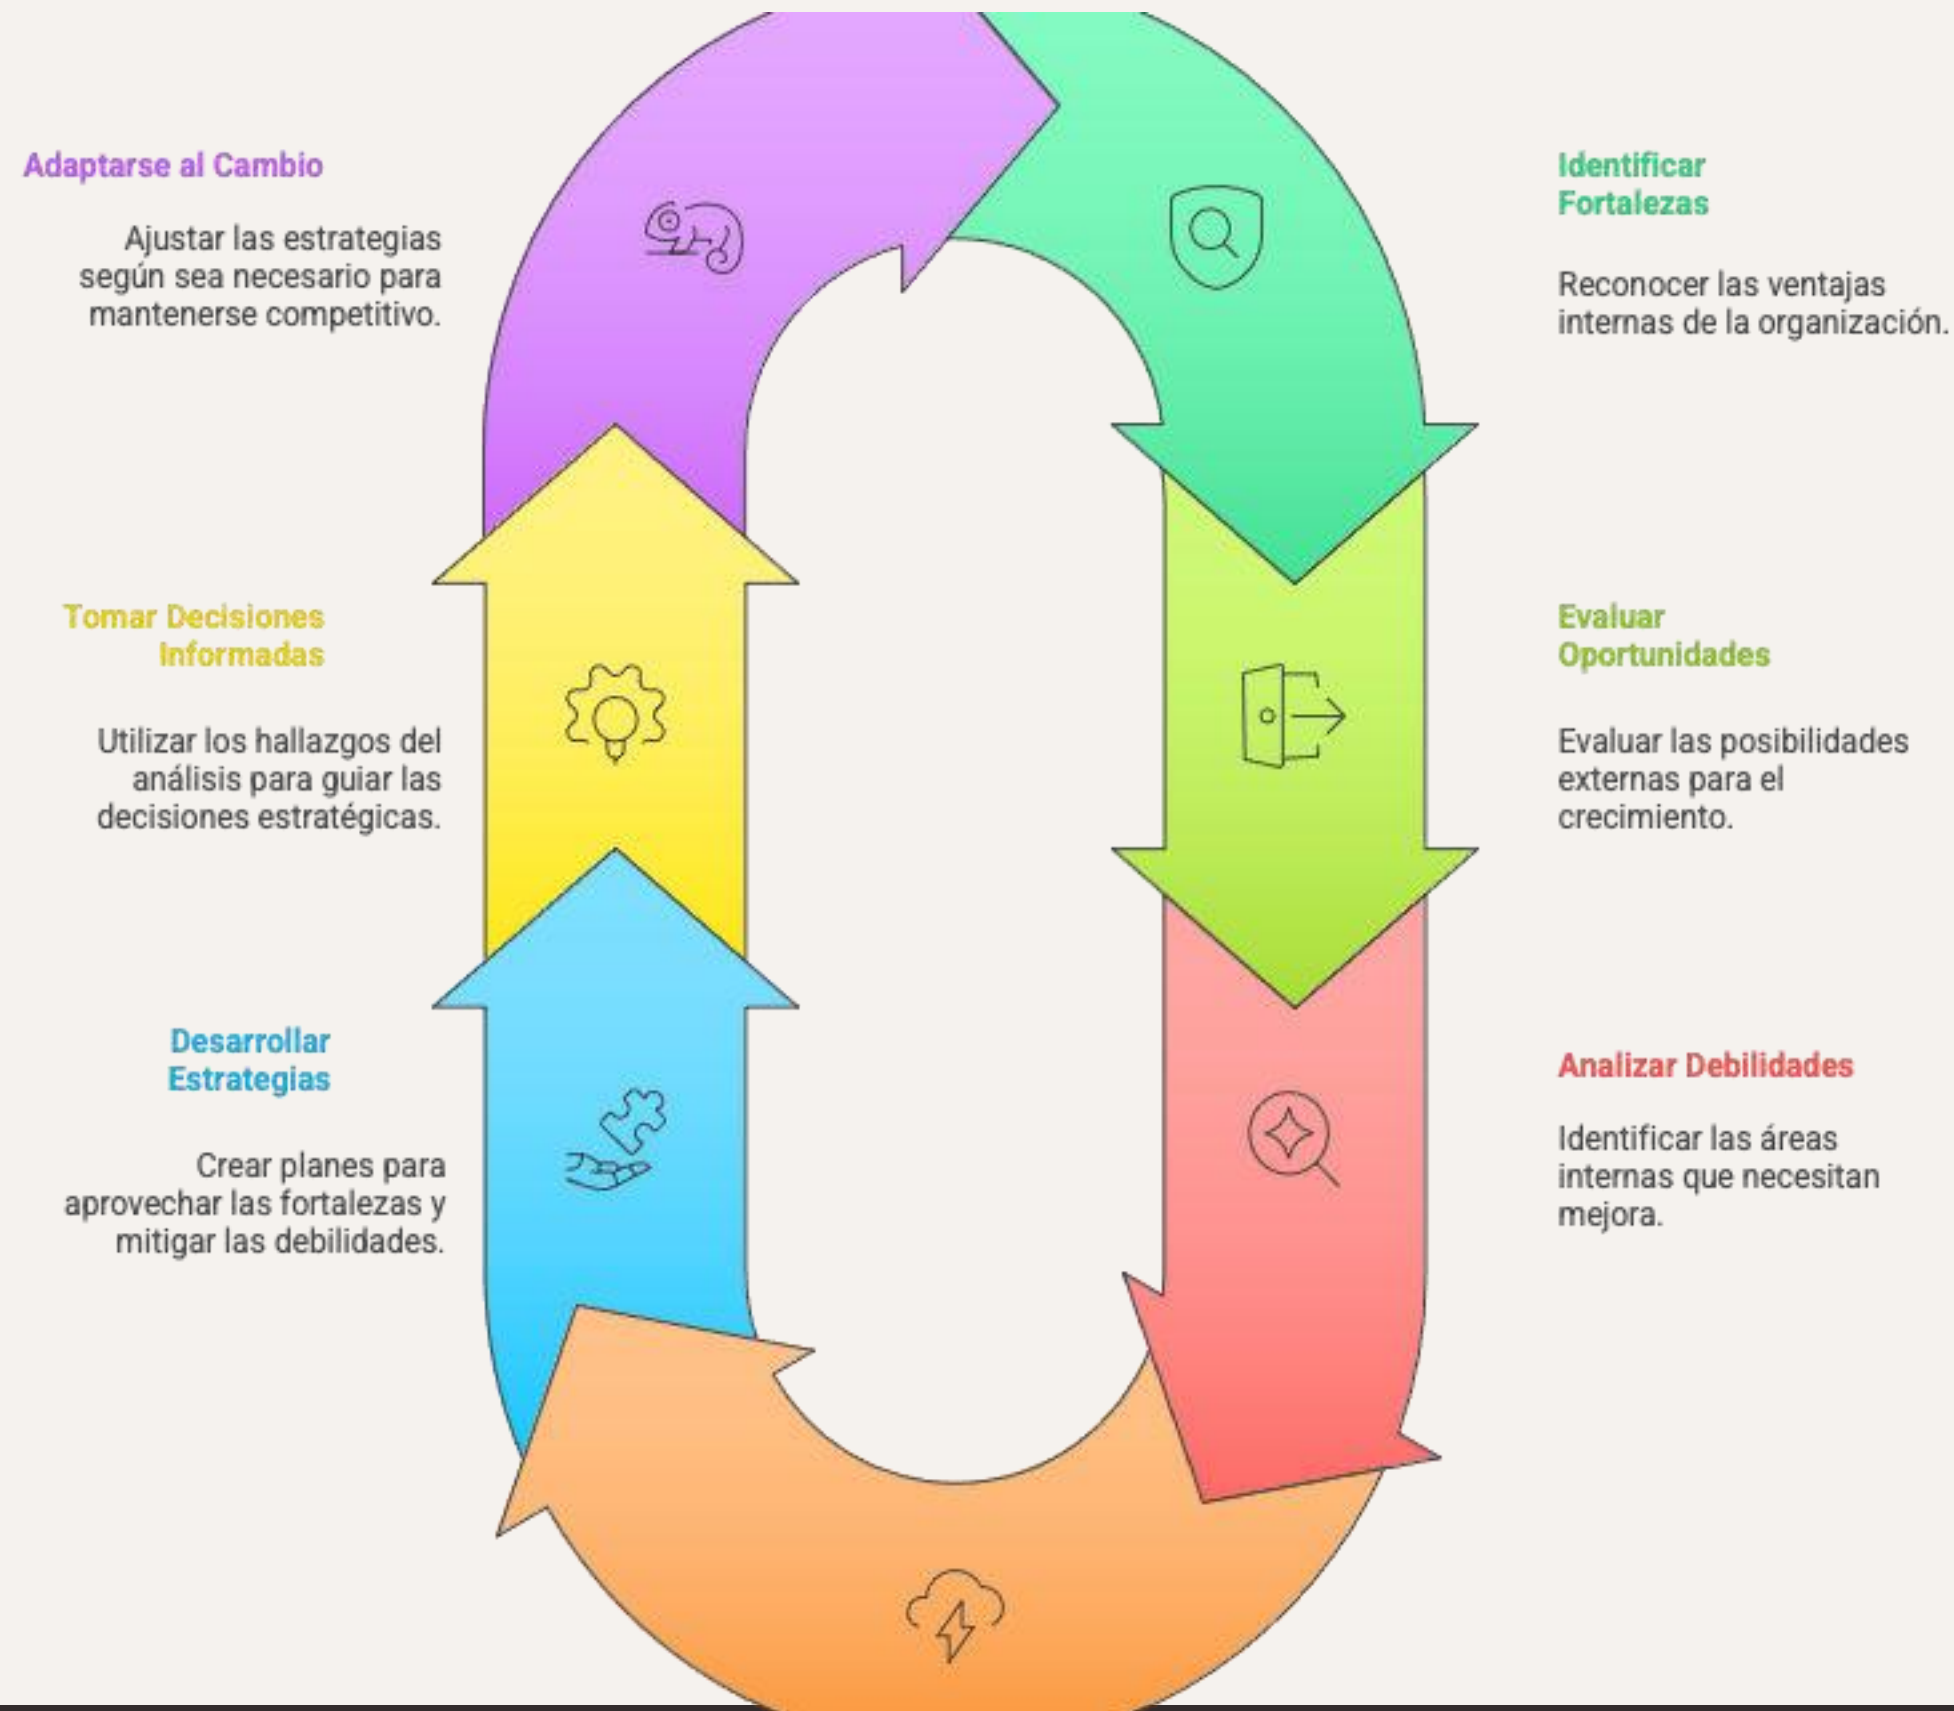 Adaptarse al Cambio
Ajustar las estrategias
según sea necesario para
mantenerse competitivo.
Identificar
Fortalezas
Reconocer las ventajas
internas de la organización.
Tomar Decisiones
Informadas
Utilizar los hallazgos del
análisis para guiar las
decisiones estratégicas.
Evaluar
Oportunidades
Evaluar las posibilidades
externas para el
crecimiento.
Desarrollar
Estrategias
Crear planes para
aprovechar las fortalezas y
mitigar las debilidades.
Analizar Debilidades
Identificar las áreas
internas que necesitan
mejora.